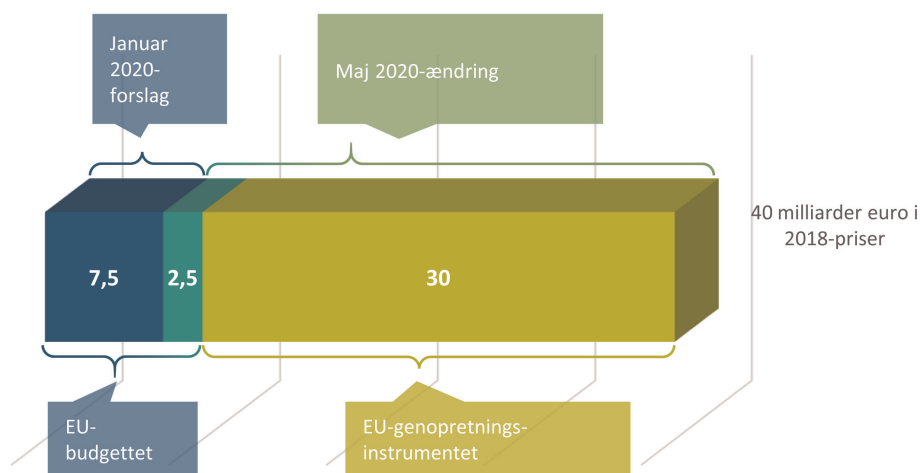 Januar
2020-
forslag
Maj 2020-ændring
40 milliarder euro i
2018-priser
7,5
2,5
30
EU-
budgettet
EU-genopretnings-
instrumentet